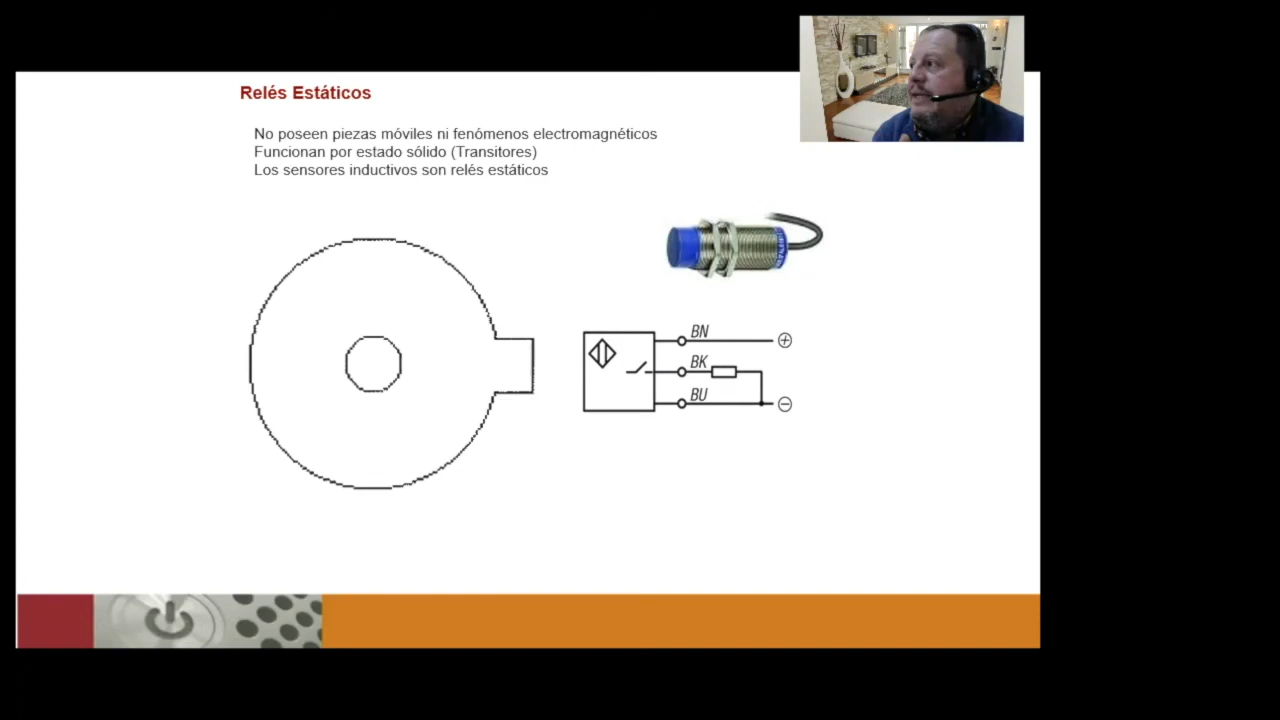 Relés Estáticos
No poseen piezas móviles ni fenómenos electromagnéticos
Funcionan por estado sólido (Transitores)
Los sensores inductivos son relés estáticos
BN
+
BK
BU
-